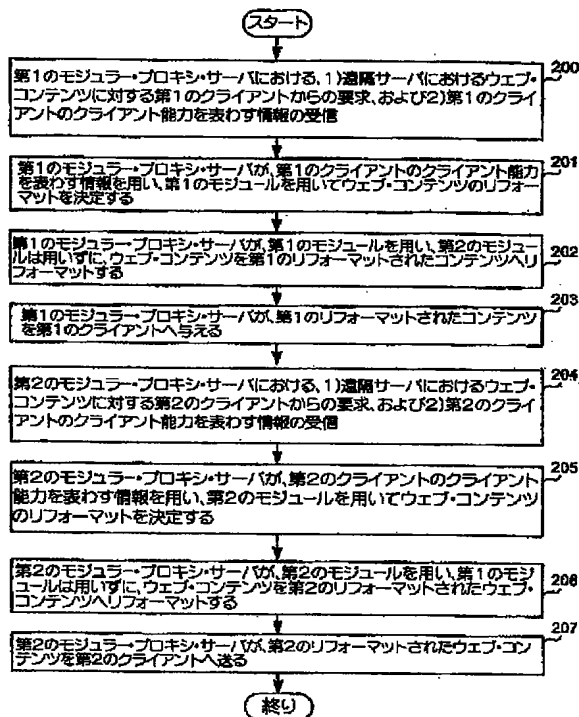 スタート
200
第1のモジュラー・プロキシ・サーバにおける、1)遠隔サーバにおけるウェブ・
コンテンツに対する第1のクライアントからの要求、および2)第1のクライ
アントのクライアント能力を表わす情報の受信
201
第1のモジュラー・プロキシ・サーバが、第1のクライアントのクライアント能力
を表わす情報を用い、第1のモジュールを用いてウェブ・コンテンツのリフォー
マットを決定する
第1のモジュラー・プロキシ・サーバが、第1のモジュールを用い、第2のモジュー
ルは用いずに、ウェブ・コンテンツを第1のリフォーマットされたコンテンツへリ
フォーマットする
202
203
第1のモジュラー・プロキシ・サーバが、第1のリフォーマットされたコンテンツ
を第1のクライアントへ与える
204
第2のモジュラー・プロキシ・サーバにおける、1)遠隔サーバにおけるウェブ・
コンテンツに対する第2のクライアントからの要求、および2)第2のクライ
アントのクライアント能力を表わす情報の受信
205
第2のモジュラー・プロキシ・サーバが、第2のクライアントのクライアント
能力を表わす情報を用い、第2のモジュールを用いてウェブ・コンテンツ
のリフォーマットを決定する
第2のモジュラー・プロキシ・サーバが、第2のモジュールを用い、第1のモジ
ュールは用いずに、ウェブ・コンテンツを第2のリフォーマットされたウェブ・
コンテンツへリフォーマットする
206
207
第2のモジュラー・プロキシ・サーバが、第2のリフォーマットされたウェブ・コン
テンツを第2のクライアントへ送る
終り